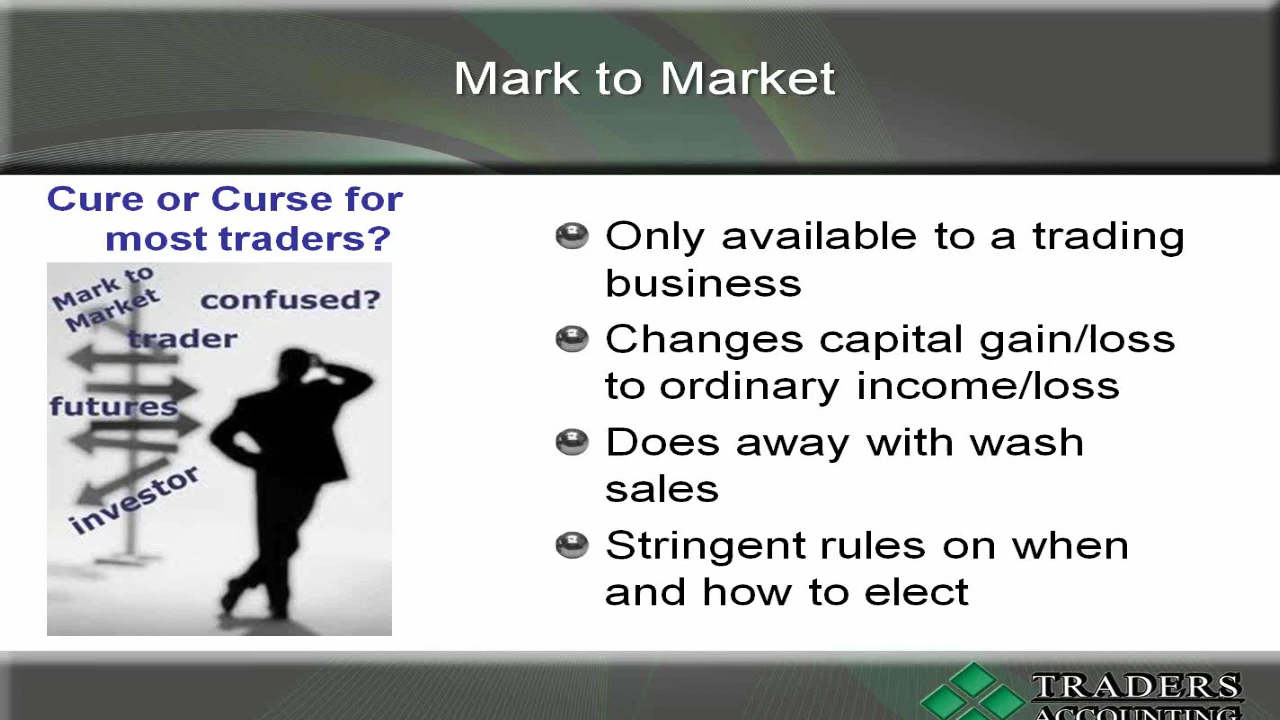 Mark to Market
Cure or Curse for
most traders?
Mark to
Market
confused?
trader
futures
investor
Only available to a trading
business
Changes capital gain/loss
to ordinary income/loss
Does away with wash
sales
Stringent rules on when
and how to elect
TRADERS
ACCOUNTING